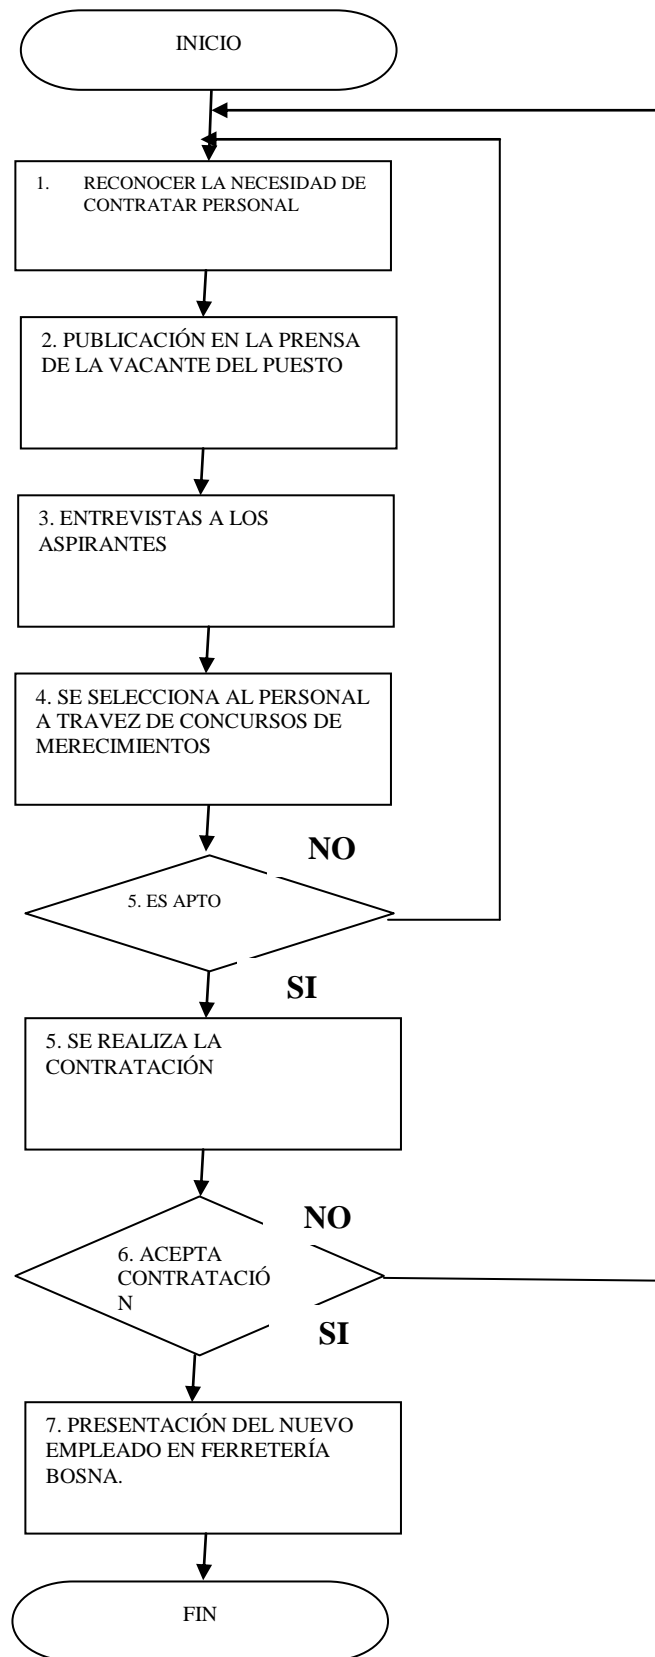 INICIO
1. RECONOCER LA NECESIDAD DE
CONTRATAR PERSONAL
2. PUBLICACIÓN EN LA PRENSA
DE LA VACANTE DEL PUESTO
3. ENTREVISTAS A LOS
ASPIRANTES
4. SE SELECCIONA AL PERSONAL
A TRAVEZ DE CONCURSOS DE
MERECIMIENTOS
NO
5. ES APTO
SI
5. SE REALIZA LA
CONTRATACIÓN
NO
6. ACEPTA
CONTRATACIÓ
N
SI
7. PRESENTACIÓN DEL NUEVO
EMPLEADO EN FERRETERÍA
BOSNA.
FIN